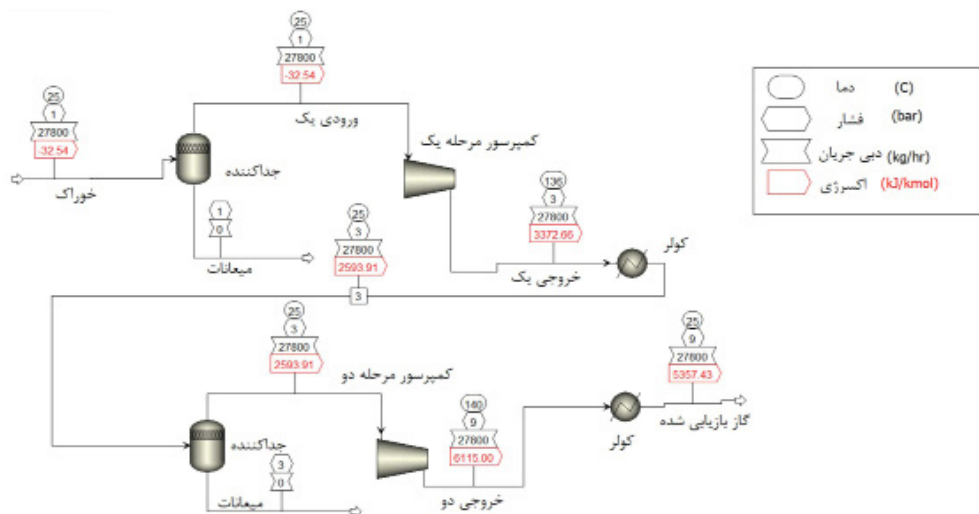 25
1
27800
-32.54
خوراک
جداکننده
25
1
27800
-32.54
ورودی یک
کمپرسور مرحله یک
1
0
میعانات
25
3
27800
2593.91
3
136
3
27800
3372.66
خروجی یک
کولر
دما (C)
فشار (bar)
دبی جریان (kg/hr)
اکسرژی (kJ/kmol)
25
3
27800
2593.91
کمپرسور مرحله دو
جداکننده
3
0
میعانات
140
9
27800
6115.00
خروجی دو
کولر
25
9
27800
5357.43
گاز بازیابی شده